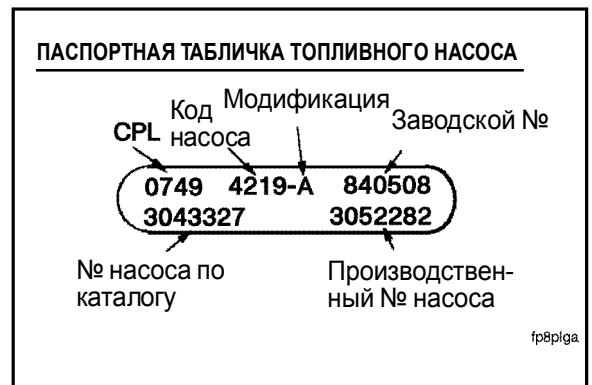 ПАСПОРТНАЯ ТАБЛИЧКА ТОПЛИВНОГО НАСОСА
CPL
Код
насоса
Модификация
Заводской №
0749 4219-A 840508
3043327 3052282
№ насоса по
каталогу
Производствен-
ный № насоса
fp8plga